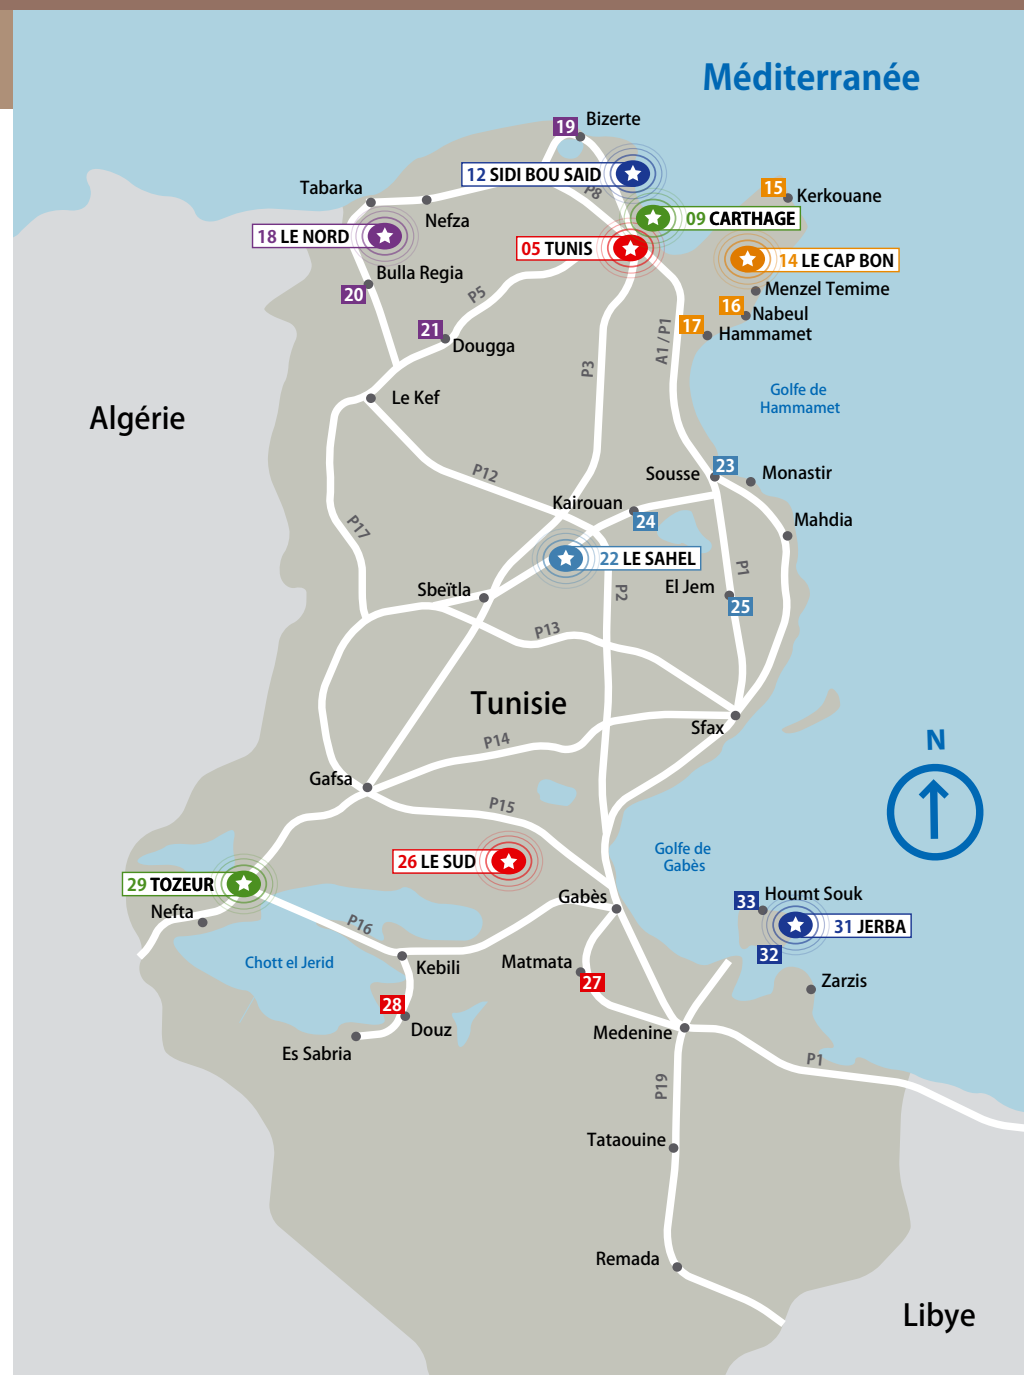 Méditerranée
19 Bizerte
12 SIDI BOU SAID
P8
Tabarka
Nefza
15 Kerkouane
09 CARTHAGE
18 LE NORD
05 TUNIS
14 LE CAP BON
Bulla Regia
20
P5
Menzel Temime
16 Nabeul
17 Hammamet
21
Dougga
A1 / P1
P3
Le Kef
Golfe de
Hammamet
Algérie
P12
Sousse
23
Monastir
Kairouan
24
Mahdia
P17
22 LE SAHEL
P1
El Jem
25
Sbeïtla
P2
P13
Tunisie
Sfax
P14
N
Gafsa
P15
Golfe de
Gabès
26 LE SUD
29 TOZEUR
Nefta
Gabès
33 Houmt Souk
31 JERBA
P16
32
Chott el Jerid
Kebili
Matmata
27
Zarzis
28
Douz
Es Sabria
Medenine
P1
P19
Tataouine
Remada
Libye